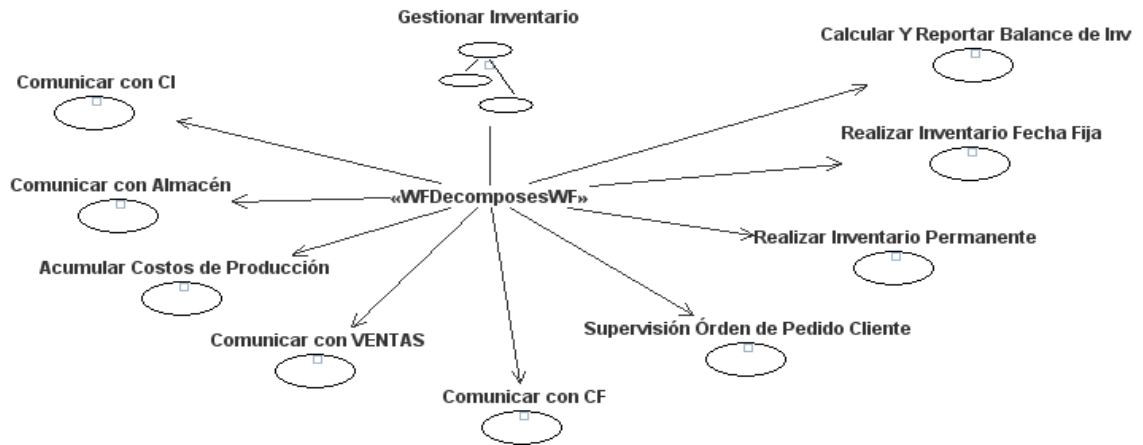 Gestionar Inventario
Calcular Y Reportar Balance de Inv
Comunicar con CI
Realizar Inventario Fecha Fija
Comunicar con Almacén
«WFDecomposesWF»
Realizar Inventario Permanente
Acumular Costos de Producción
Supervisión Órden de Pedido Cliente
Comunicar con VENTAS
Comunicar con CF